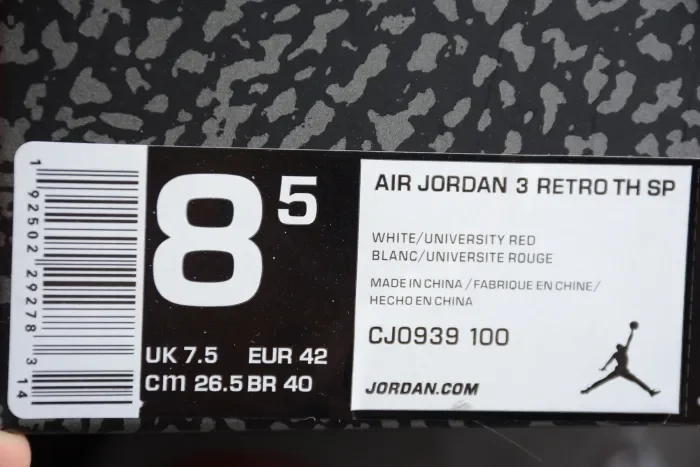 1 92502 29278 3 14
8 5
UK 7.5 EUR 42
cm 26.5 BR 40
AIR JORDAN 3 RETRO TH SP
WHITE/UNIVERSITY RED
BLANC/UNIVERSITE ROUGE
MADE IN CHINA / FABRIQUE EN CHINE/
HECHO EN CHINA
CJ0939 100
JORDAN.COM